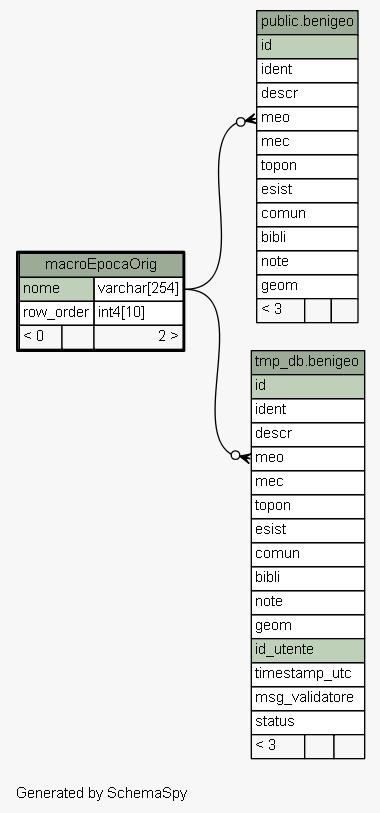 public.benigeo
id
ident
descr
meo
mec
topon
esist
comun
bibli
note
geom
< 3
macroEpocaOrig
nome varchar[254]
row_order int4[10]
< 0 2 >
tmp_db.benigeo
id
ident
descr
meo
mec
topon
esist
comun
bibli
note
geom
id_utente
timestamp_utc
msg_validatore
status
< 3
Generated by SchemaSpy